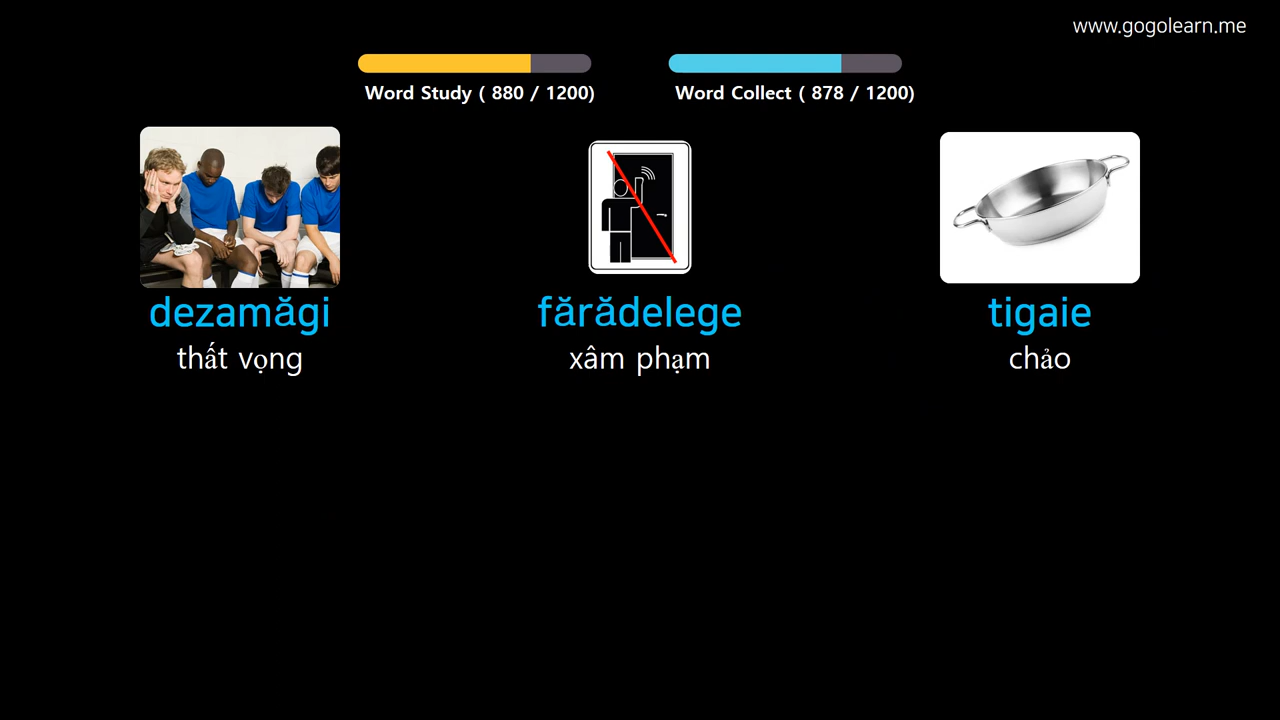 www.gogolearn.me
Word Study ( 880 / 1200)
Word Collect ( 878 / 1200)
dezamăgi
fărădelege
tigaie
thất vọng
xâm phạm
chảo